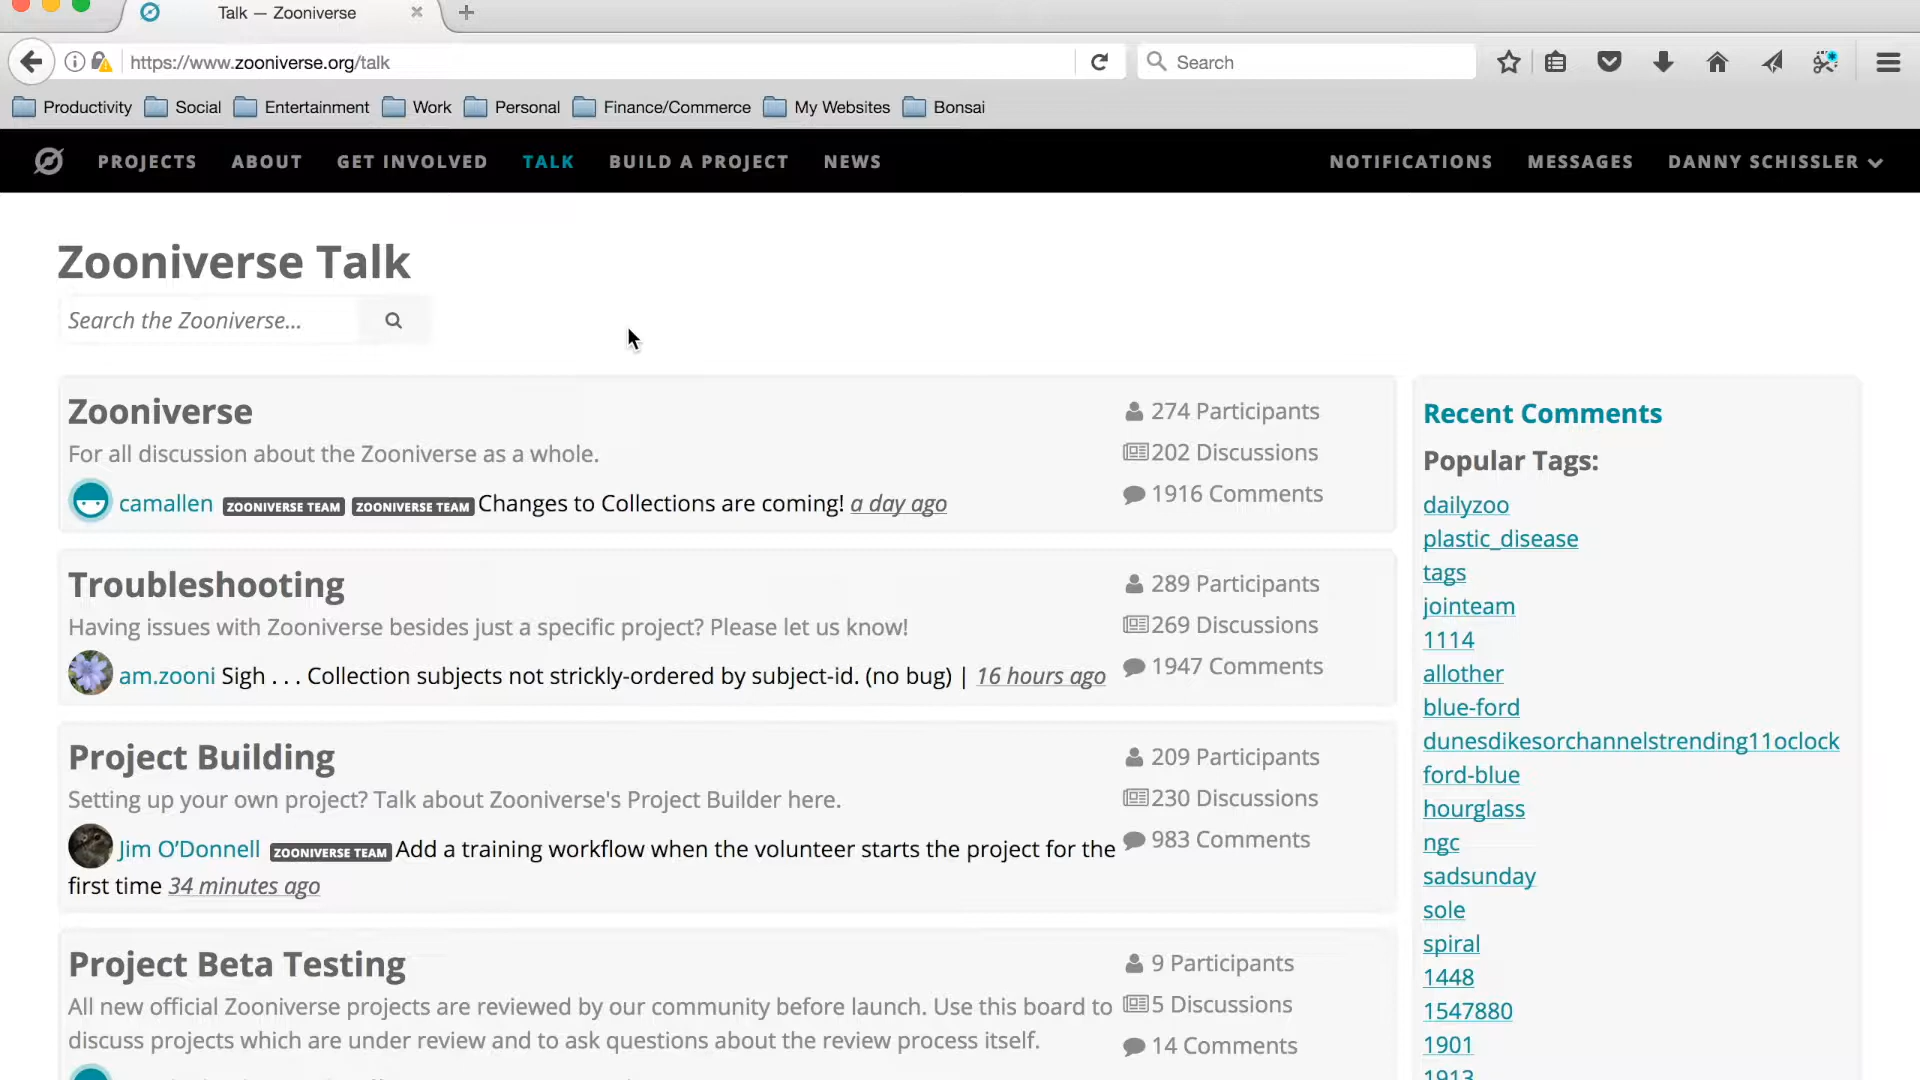 Talk — Zooniverse
https://www.zooniverse.org/talk
Search
Productivity Social Entertainment Work Personal Finance/Commerce My Websites Bonsai
PROJECTS ABOUT GET INVOLVED TALK BUILD A PROJECT NEWS NOTIFICATIONS MESSAGES DANNY SCHISSLER
Zooniverse Talk
Search the Zooniverse...
Zooniverse
For all discussion about the Zooniverse as a whole.
camallen ZOONIVERSE TEAM ZOONIVERSE TEAM Changes to Collections are coming! a day ago
274 Participants
202 Discussions
1916 Comments
Troubleshooting
Having issues with Zooniverse besides just a specific project? Please let us know!
am.zooni Sigh . . . Collection subjects not strickly-ordered by subject-id. (no bug) | 16 hours ago
289 Participants
269 Discussions
1947 Comments
Project Building
Setting up your own project? Talk about Zooniverse's Project Builder here.
Jim O’Donnell ZOONIVERSE TEAM Add a training workflow when the volunteer starts the project for the
first time 34 minutes ago
209 Participants
230 Discussions
983 Comments
Project Beta Testing
All new official Zooniverse projects are reviewed by our community before launch. Use this board to
discuss projects which are under review and to ask questions about the review process itself.
9 Participants
5 Discussions
14 Comments
Recent Comments
Popular Tags:
dailyzoo
plastic_disease
tags
jointeam
1114
allother
blue-ford
dunesdikesorchannelstrending11oclock
ford-blue
hourglass
ngc
sadsunday
sole
spiral
1448
1547880
1901
1913